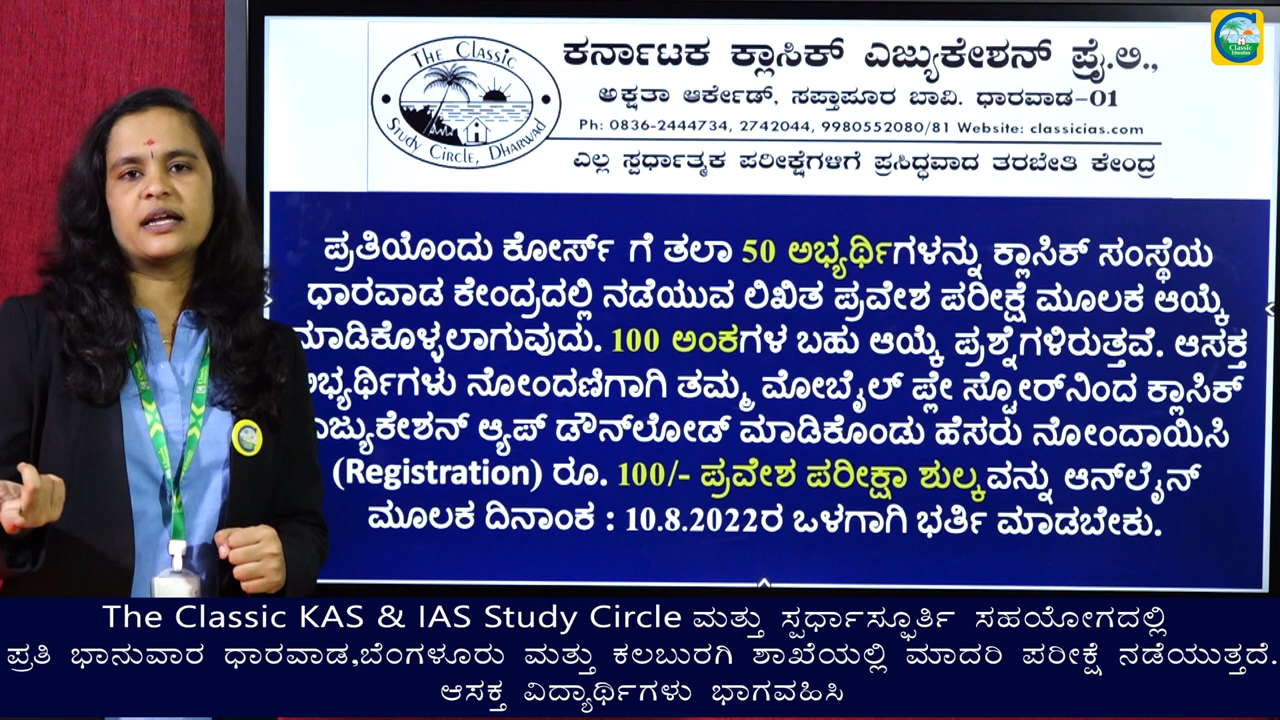 The Classic
Study Circle, Dharwad
ಕರ್ನಾಟಕ ಕ್ಲಾಸಿಕ್ ಎಜ್ಯುಕೇಶನ್ ಪ್ರೈ.ಲಿ.,
ಅಕ್ಷತಾ ಆರ್ಕೇಡ್, ಸಪ್ತಾಪೂರ ಬಾವಿ. ಧಾರವಾಡ-01
Ph: 0836-2444734, 2742044, 9980552080/81 Website: classicias.com
ಎಲ್ಲ ಸ್ಪರ್ಧಾತ್ಮಕ ಪರೀಕ್ಷೆಗಳಿಗೆ ಪ್ರಸಿದ್ಧವಾದ ತರಬೇತಿ ಕೇಂದ್ರ
Classic
Education
ಪ್ರತಿಯೊಂದು ಕೋರ್ಸ್ ಗೆ ತಲಾ 50 ಅಭ್ಯರ್ಥಿಗಳನ್ನು ಕ್ಲಾಸಿಕ್ ಸಂಸ್ಥೆಯ
ಧಾರವಾಡ ಕೇಂದ್ರದಲ್ಲಿ ನಡೆಯುವ ಲಿಖಿತ ಪ್ರವೇಶ ಪರೀಕ್ಷೆ ಮೂಲಕ ಆಯ್ಕೆ
ಮಾಡಿಕೊಳ್ಳಲಾಗುವುದು. 100 ಅಂಕಗಳ ಬಹು ಆಯ್ಕೆ ಪ್ರಶ್ನೆಗಳಿರುತ್ತವೆ. ಆಸಕ್ತ
ಅಭ್ಯರ್ಥಿಗಳು ನೋಂದಣಿಗಾಗಿ ತಮ್ಮ ಮೋಬೈಲ್ ಪ್ಲೇ ಸ್ಟೋರ್‌ನಿಂದ ಕ್ಲಾಸಿಕ್
ಎಜ್ಯುಕೇಶನ್ ಆ್ಯಪ್ ಡೌನ್‌ಲೋಡ್ ಮಾಡಿಕೊಂಡು ಹೆಸರು ನೋಂದಾಯಿಸಿ
(Registration) ರೂ. 100/- ಪ್ರವೇಶ ಪರೀಕ್ಷಾ ಶುಲ್ಕವನ್ನು ಆನ್‌ಲೈನ್
ಮೂಲಕ ದಿನಾಂಕ : 10.8.2022ರ ಒಳಗಾಗಿ ಭರ್ತಿ ಮಾಡಬೇಕು.
The Classic KAS & IAS Study Circle ಮತ್ತು ಸ್ಪರ್ಧಾಸ್ಫೂರ್ತಿ ಸಹಯೋಗದಲ್ಲಿ
ಪ್ರತಿ ಭಾನುವಾರ ಧಾರವಾಡ,ಬೆಂಗಳೂರು ಮತ್ತು ಕಲಬುರಗಿ ಶಾಖೆಯಲ್ಲಿ ಮಾದರಿ ಪರೀಕ್ಷೆ ನಡೆಯುತ್ತದೆ.
ಆಸಕ್ತ ವಿದ್ಯಾರ್ಥಿಗಳು ಭಾಗವಹಿಸಿ